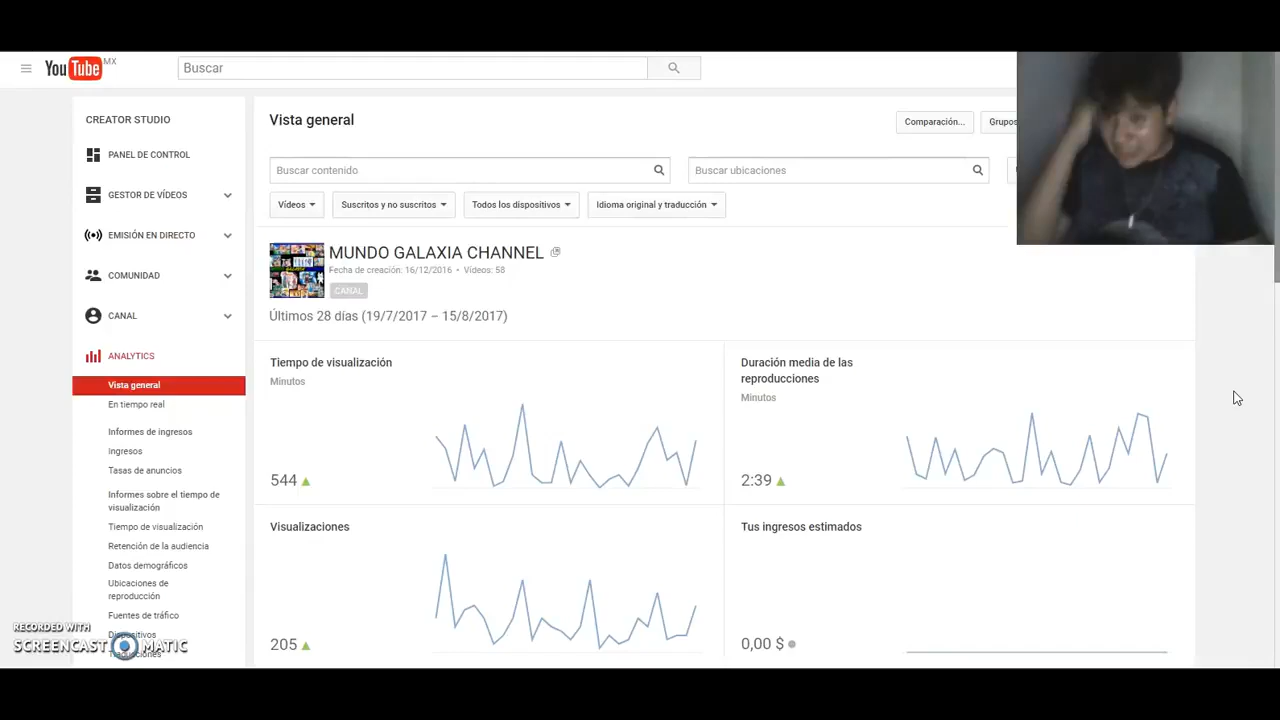 YouTube MX
Buscar
CREATOR STUDIO
PANEL DE CONTROL
GESTOR DE VÍDEOS
EMISIÓN EN DIRECTO
COMUNIDAD
CANAL
ANALYTICS
Vista general
En tiempo real
Informes de ingresos
Ingresos
Tasas de anuncios
Informes sobre el tiempo de
visualización
Tiempo de visualización
Retención de la audiencia
Datos demográficos
Ubicaciones de
reproducción
Fuentes de tráfico
Dispositivos
RECORDED WITH
SCREENCAST MATIC
Vista general
Comparación...
Grupos
Buscar contenido
Buscar ubicaciones
Vídeos
Suscritos y no suscritos
Todos los dispositivos
Idioma original y traducción
MUNDO GALAXIA CHANNEL
Fecha de creación: 16/12/2016 • Vídeos: 58
CANAL
Últimos 28 días (19/7/2017 – 15/8/2017)
Tiempo de visualización
Minutos
544
Duración media de las
reproducciones
Minutos
2:39
Visualizaciones
205
Tus ingresos estimados
0,00 $